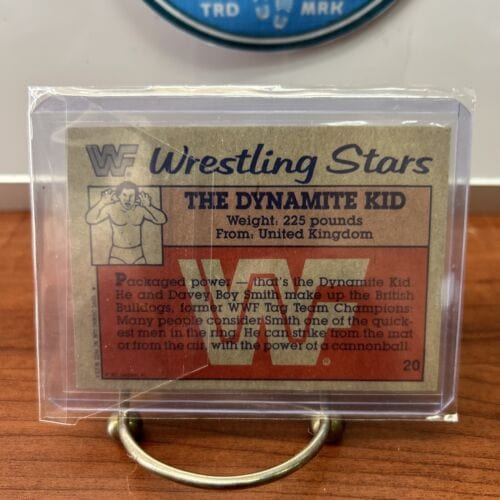 TRD MRK
WF Wrestling Stars
THE DYNAMITE KID
Weight: 225 pounds
From: United Kingdom
Packaged power — that's the Dynamite Kid.
He and Davey Boy Smith make up the British
Bulldogs, former WWF Tag Team Champions.
Many people consider Smith one of the quick-
est men in the ring. He can strike from the mat
or from the air, with the power of a cannonball.
WF
®
20